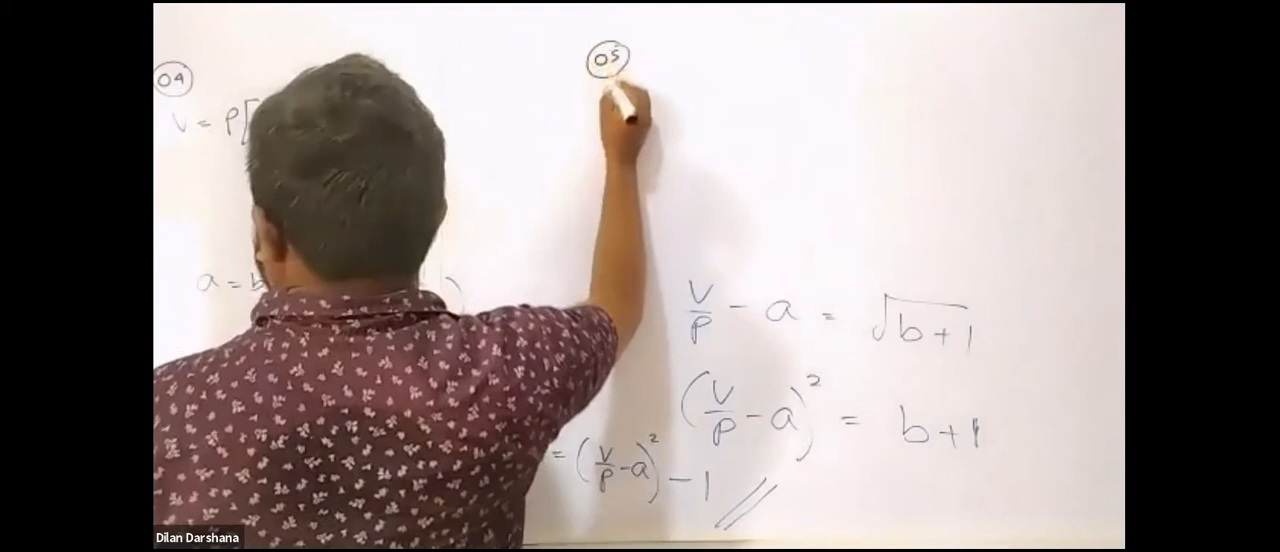 04
V = P[
a = b
05
V/P - a = √b+1
(V/P - a)² = b+1
= (V/P - a)² - 1 //
Dilan Darshana